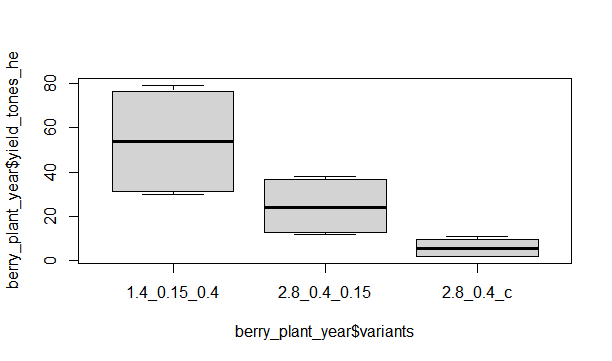 berry_plant_year$yield_tones_he
80
60
40
20
0
1.4_0.15_0.4 2.8_0.4_0.15 2.8_0.4_c
berry_plant_year$variants